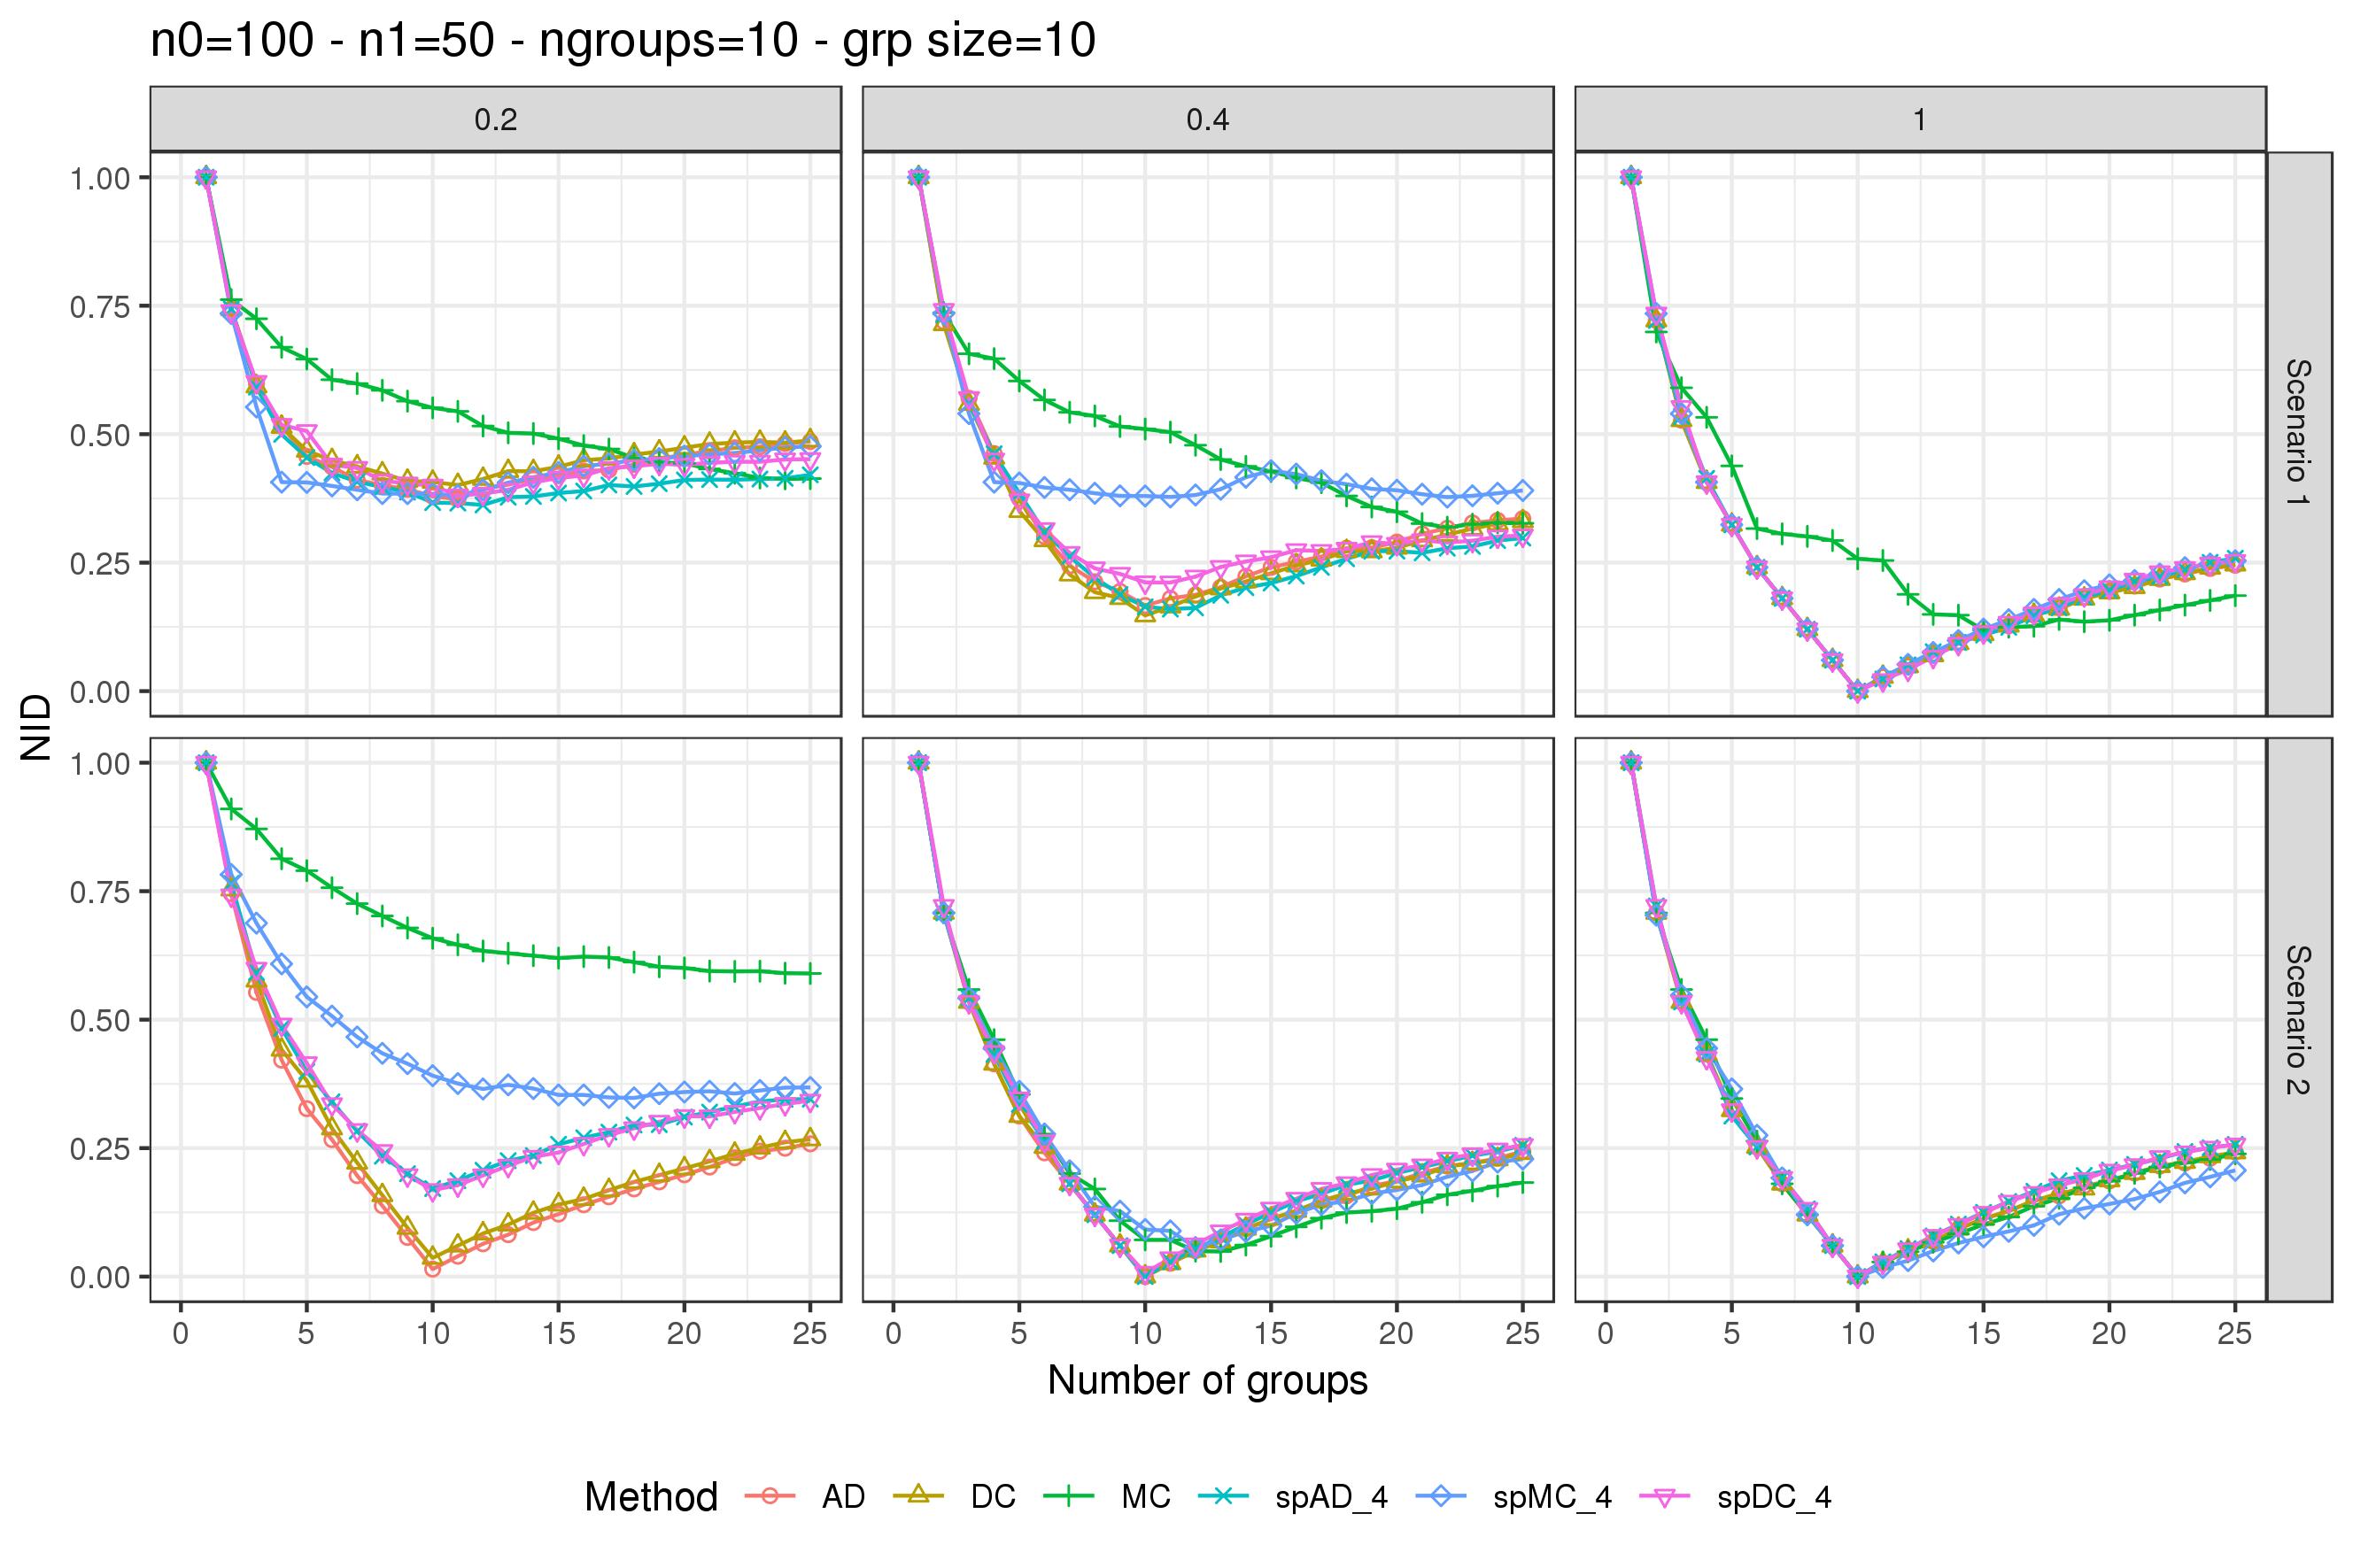 n0=100 - n1=50 - ngroups=10 - grp size=10
0.2 0.4 1
1.00
0.75
0.50
0.25
0.00
Scenario 1
NID
1.00
0.75
0.50
0.25
0.00
Scenario 2
0 5 10 15 20 25 0 5 10 15 20 25 0 5 10 15 20 25
Number of groups
Method AD DC MC spAD_4 spMC_4 spDC_4